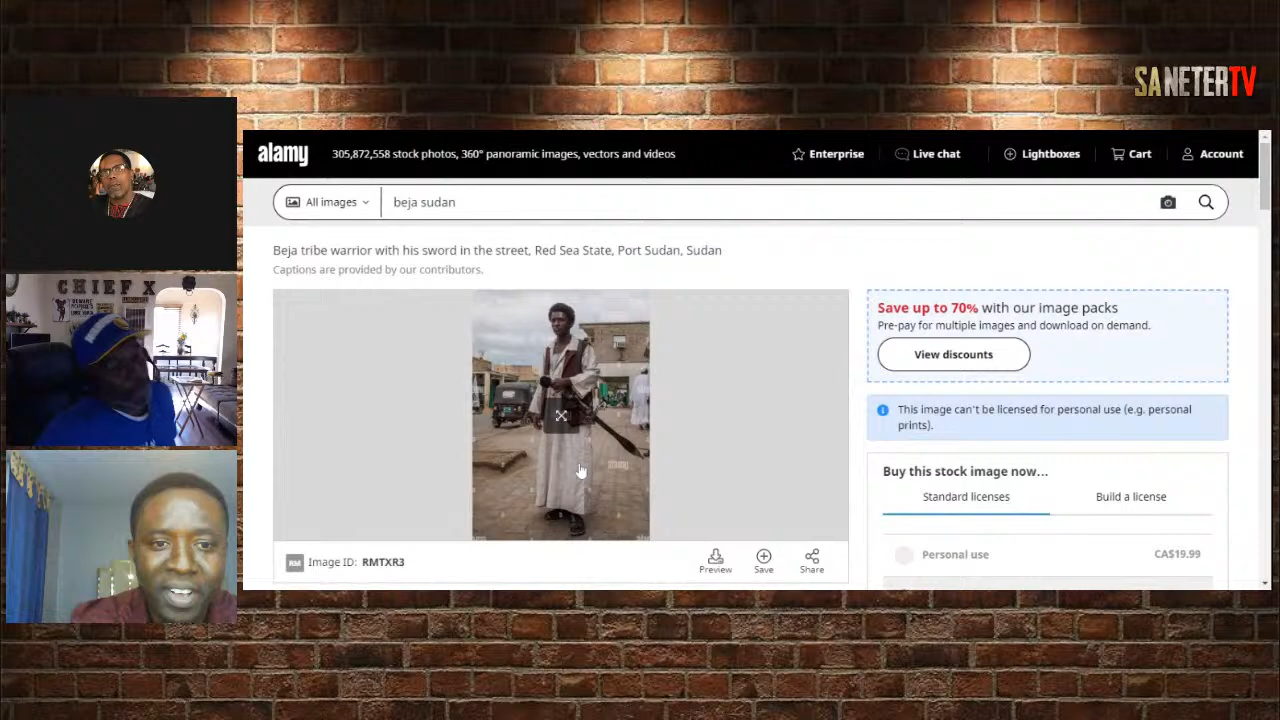 SANETERTV
alamy
305,872,558 stock photos, 360° panoramic images, vectors and videos
Enterprise
Live chat
Lightboxes
Cart
Account
All images
beja sudan
Beja tribe warrior with his sword in the street, Red Sea State, Port Sudan, Sudan
Captions are provided by our contributors.
CHIEF X
Save up to 70% with our image packs
Pre-pay for multiple images and download on demand.
View discounts
This image can't be licensed for personal use (e.g. personal
prints).
alamy
Buy this stock image now...
Standard licenses
Build a license
Personal use
CA$19.99
RM
Image ID: RMTXR3
Preview
Save
Share